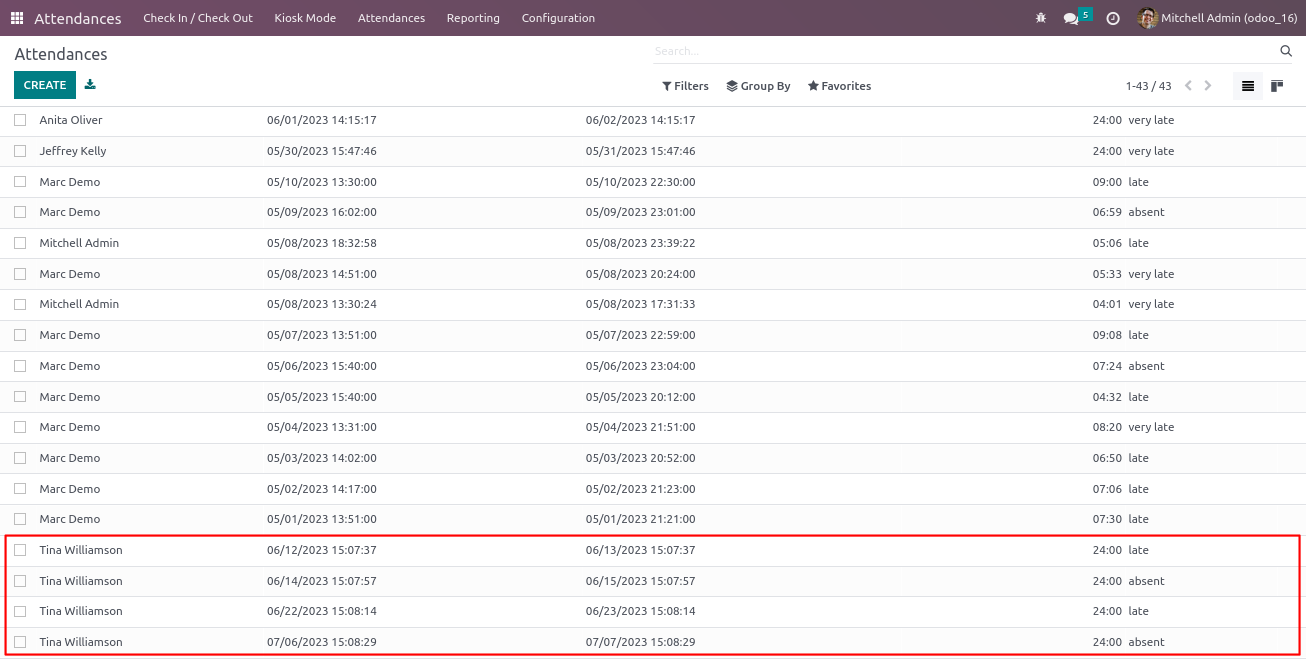 Attendances Check In / Check Out Kiosk Mode Attendances Reporting Configuration 5 Mitchell Admin (odoo_16)
Attendances Search...
CREATE Filters Group By Favorites 1-43 / 43
Anita Oliver 06/01/2023 14:15:17 06/02/2023 14:15:17 24:00 very late
Jeffrey Kelly 05/30/2023 15:47:46 05/31/2023 15:47:46 24:00 very late
Marc Demo 05/10/2023 13:30:00 05/10/2023 22:30:00 09:00 late
Marc Demo 05/09/2023 16:02:00 05/09/2023 23:01:00 06:59 absent
Mitchell Admin 05/08/2023 18:32:58 05/08/2023 23:39:22 05:06 late
Marc Demo 05/08/2023 14:51:00 05/08/2023 20:24:00 05:33 very late
Mitchell Admin 05/08/2023 13:30:24 05/08/2023 17:31:33 04:01 very late
Marc Demo 05/07/2023 13:51:00 05/07/2023 22:59:00 09:08 late
Marc Demo 05/06/2023 15:40:00 05/06/2023 23:04:00 07:24 absent
Marc Demo 05/05/2023 15:40:00 05/05/2023 20:12:00 04:32 late
Marc Demo 05/04/2023 13:31:00 05/04/2023 21:51:00 08:20 very late
Marc Demo 05/03/2023 14:02:00 05/03/2023 20:52:00 06:50 late
Marc Demo 05/02/2023 14:17:00 05/02/2023 21:23:00 07:06 late
Marc Demo 05/01/2023 13:51:00 05/01/2023 21:21:00 07:30 late
Tina Williamson 06/12/2023 15:07:37 06/13/2023 15:07:37 24:00 late
Tina Williamson 06/14/2023 15:07:57 06/15/2023 15:07:57 24:00 absent
Tina Williamson 06/22/2023 15:08:14 06/23/2023 15:08:14 24:00 late
Tina Williamson 07/06/2023 15:08:29 07/07/2023 15:08:29 24:00 absent